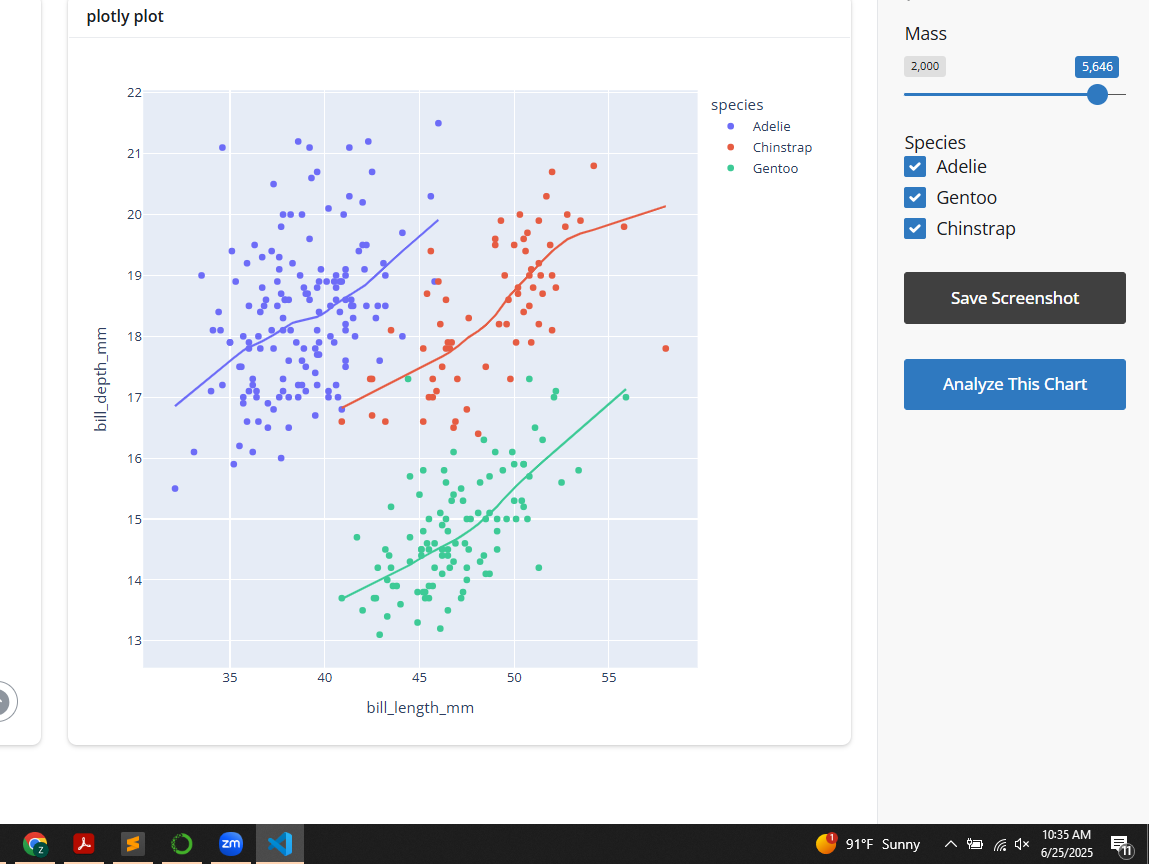 plotly plot
22
21
20
19
18
17
16
15
14
13
bill_depth_mm
35 40 45 50 55
bill_length_mm
species
Adelie
Chinstrap
Gentoo
Mass
2,000 5,646
Species
Adelie
Gentoo
Chinstrap
Save Screenshot
Analyze This Chart
Z
zm
1
91°F Sunny
10:35 AM
6/25/2025
11